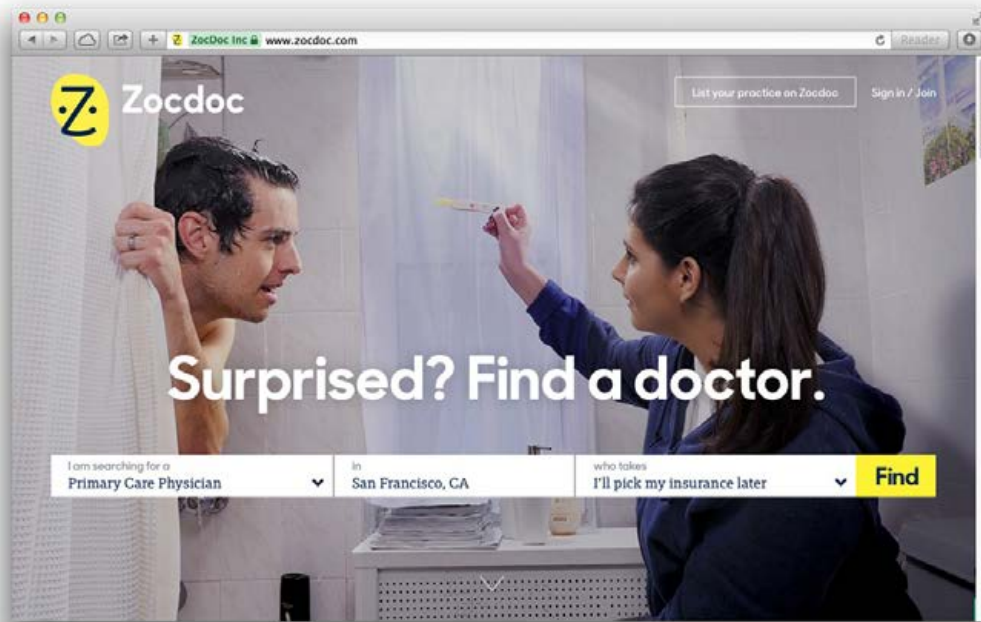 ZocDoc Inc www.zocdoc.com Reader
Zocdoc
List your practice on Zocdoc Sign in / Join
Surprised? Find a doctor.
I am searching for a in who takes
Primary Care Physician San Francisco, CA I'll pick my insurance later Find